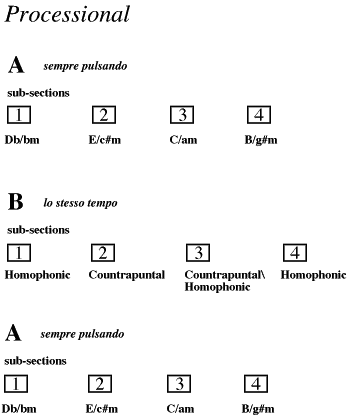 Processional
A sempre pulsando
sub-sections
1 2 3 4
Db/bm E/c#m C/am B/g#m
B lo stesso tempo
sub-sections
1 2 3 4
Homophonic Countrapuntal Countrapuntal\ Homophonic
Homophonic
A sempre pulsando
sub-sections
1 2 3 4
Db/bm E/c#m C/am B/g#m